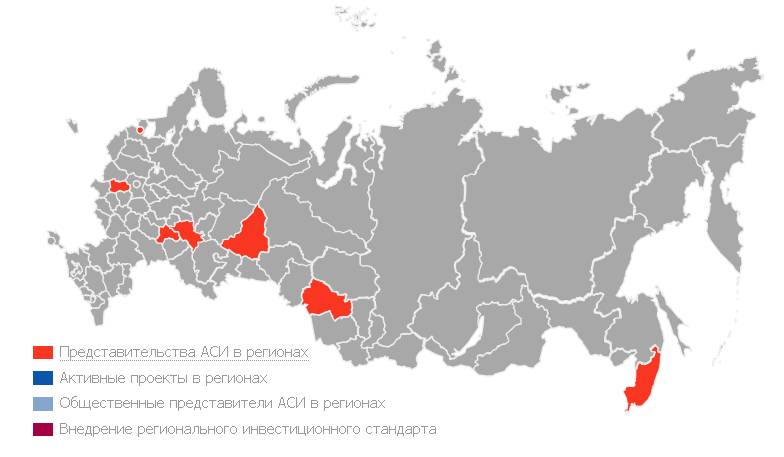 Представительства АСИ в регионах
Активные проекты в регионах
Общественные представители АСИ в регионах
Внедрение регионального инвестиционного стандарта